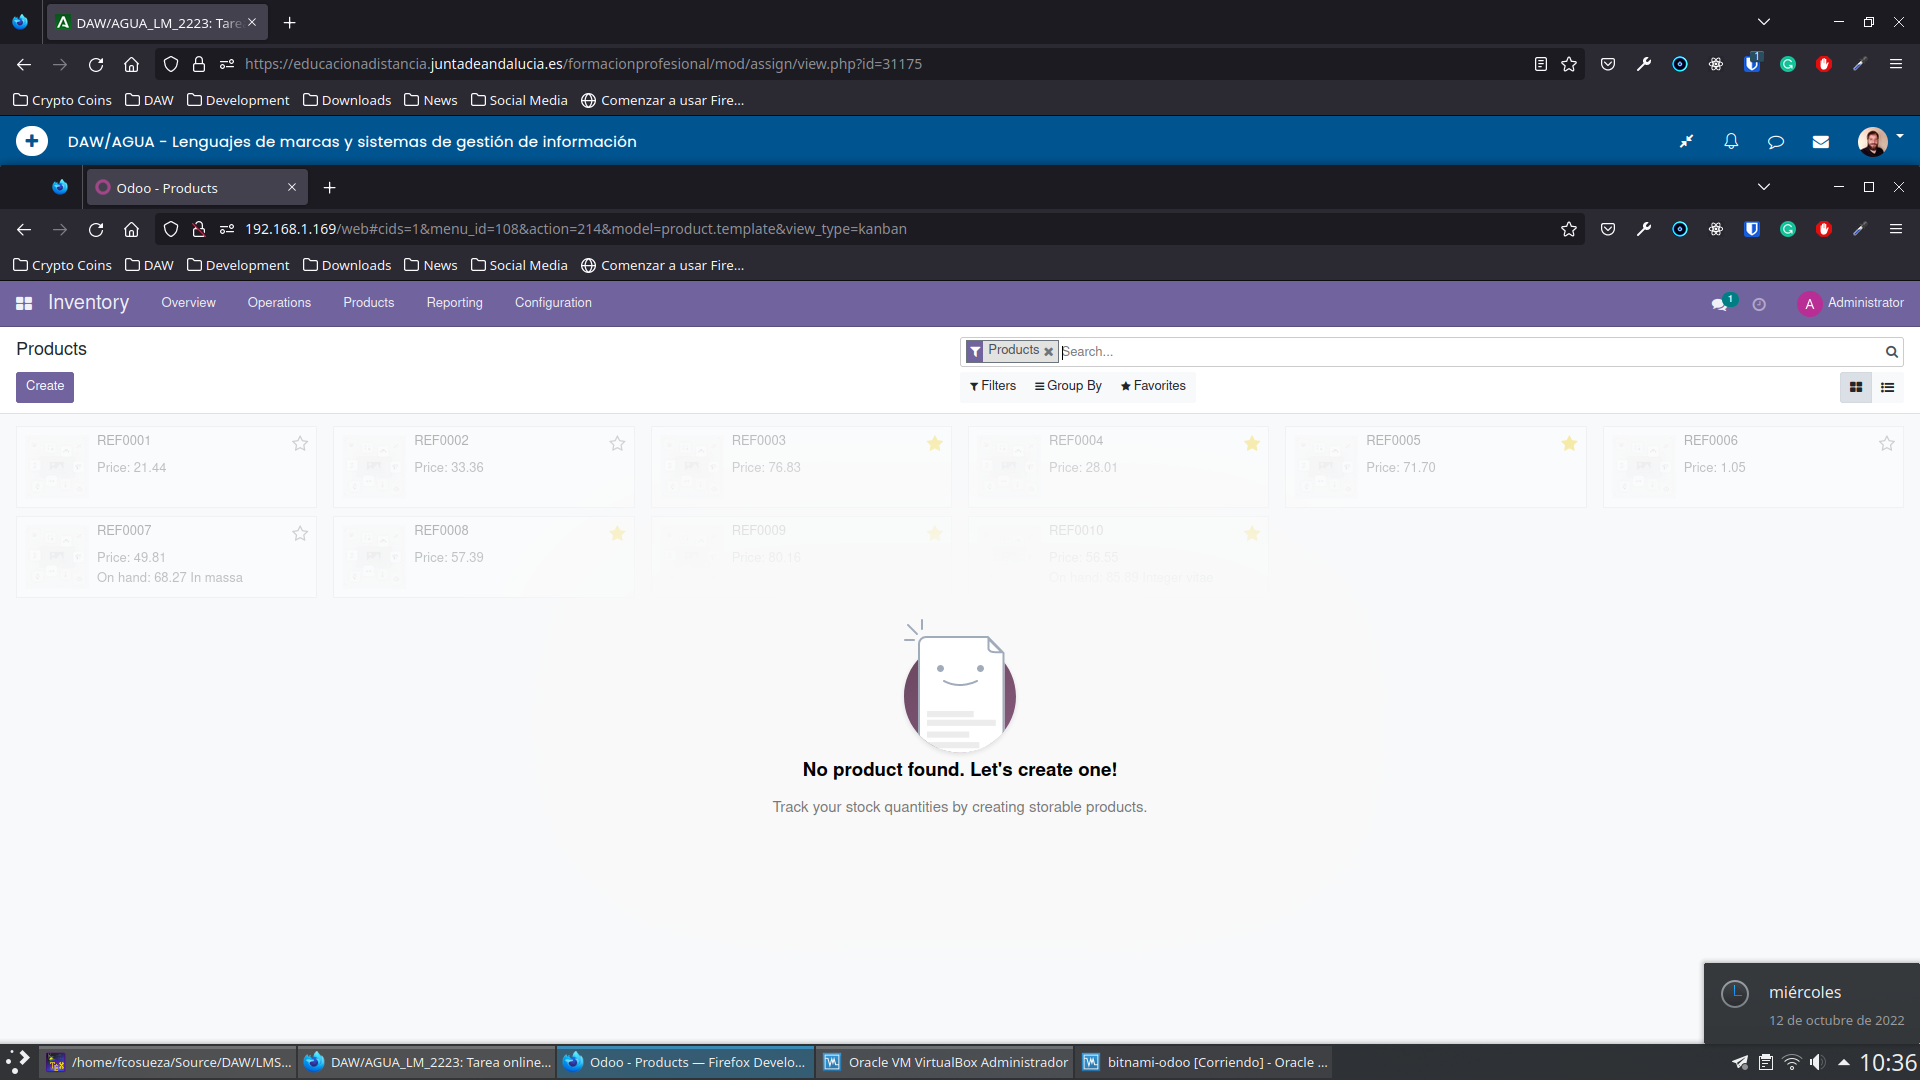 DAW/AGUA_LM_2223: Tare
https://educacionadistancia.juntadeandalucia.es/formacionprofesional/mod/assign/view.php?id=31175
1
Crypto Coins DAW Development Downloads News Social Media Comenzar a usar Fire...
DAW/AGUA - Lenguajes de marcas y sistemas de gestión de información
Odoo - Products
192.168.1.169/web#cids=1&menu_id=108&action=214&model=product.template&view_type=kanban
Crypto Coins DAW Development Downloads News Social Media Comenzar a usar Fire...
Inventory Overview Operations Products Reporting Configuration 1 A Administrator
Products
Products Search...
Create
Filters Group By Favorites
REF0001 REF0002 REF0003 REF0004 REF0005 REF0006
Price: 21.44 Price: 33.36 Price: 76.83 Price: 28.01 Price: 71.70 Price: 1.05
REF0007 REF0008 REF0009 REF0010
Price: 49.81 Price: 57.39 Price: 80.16 Price: 56.55
On hand: 68.27 In massa
No product found. Let's create one!
Track your stock quantities by creating storable products.
miércoles
12 de octubre de 2022
/home/fcosueza/Source/DAW/LMS... DAW/AGUA_LM_2223: Tarea online... Odoo - Products — Firefox Develo... Oracle VM VirtualBox Administrador bitnami-odoo [Corriendo] - Oracle ... 10:36